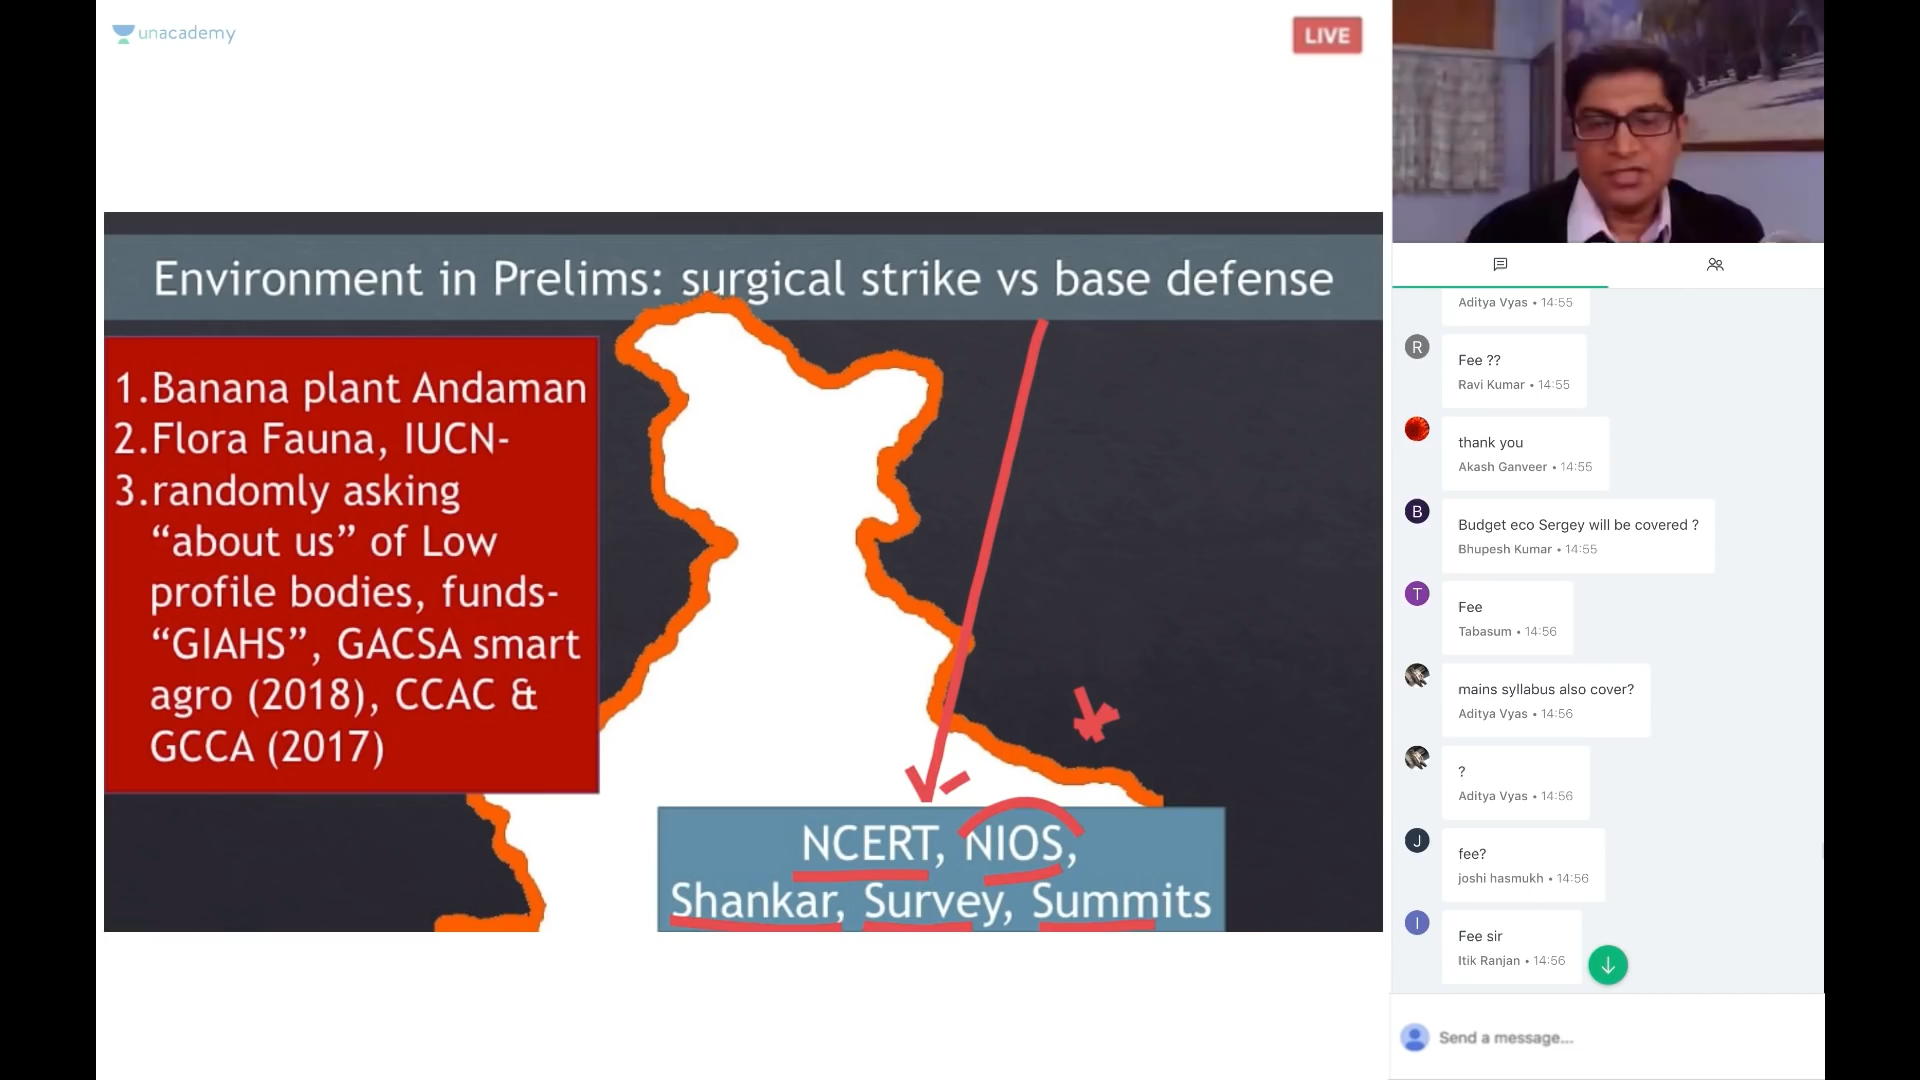 unacademy
LIVE
Environment in Prelims: surgical strike vs base defense
1.Banana plant Andaman
2.Flora Fauna, IUCN-
3.randomly asking
“about us” of Low
profile bodies, funds-
“GIAHS”, GACSA smart
agro (2018), CCAC &
GCCA (2017)
NCERT, NIOS,
Shankar, Survey, Summits
Aditya Vyas • 14:55
R
Fee ??
Ravi Kumar • 14:55
thank you
Akash Ganveer • 14:55
B
Budget eco Sergey will be covered ?
Bhupesh Kumar • 14:55
T
Fee
Tabasum • 14:56
mains syllabus also cover?
Aditya Vyas • 14:56
?
Aditya Vyas • 14:56
J
fee?
joshi hasmukh • 14:56
I
Fee sir
Itik Ranjan • 14:56
Send a message...